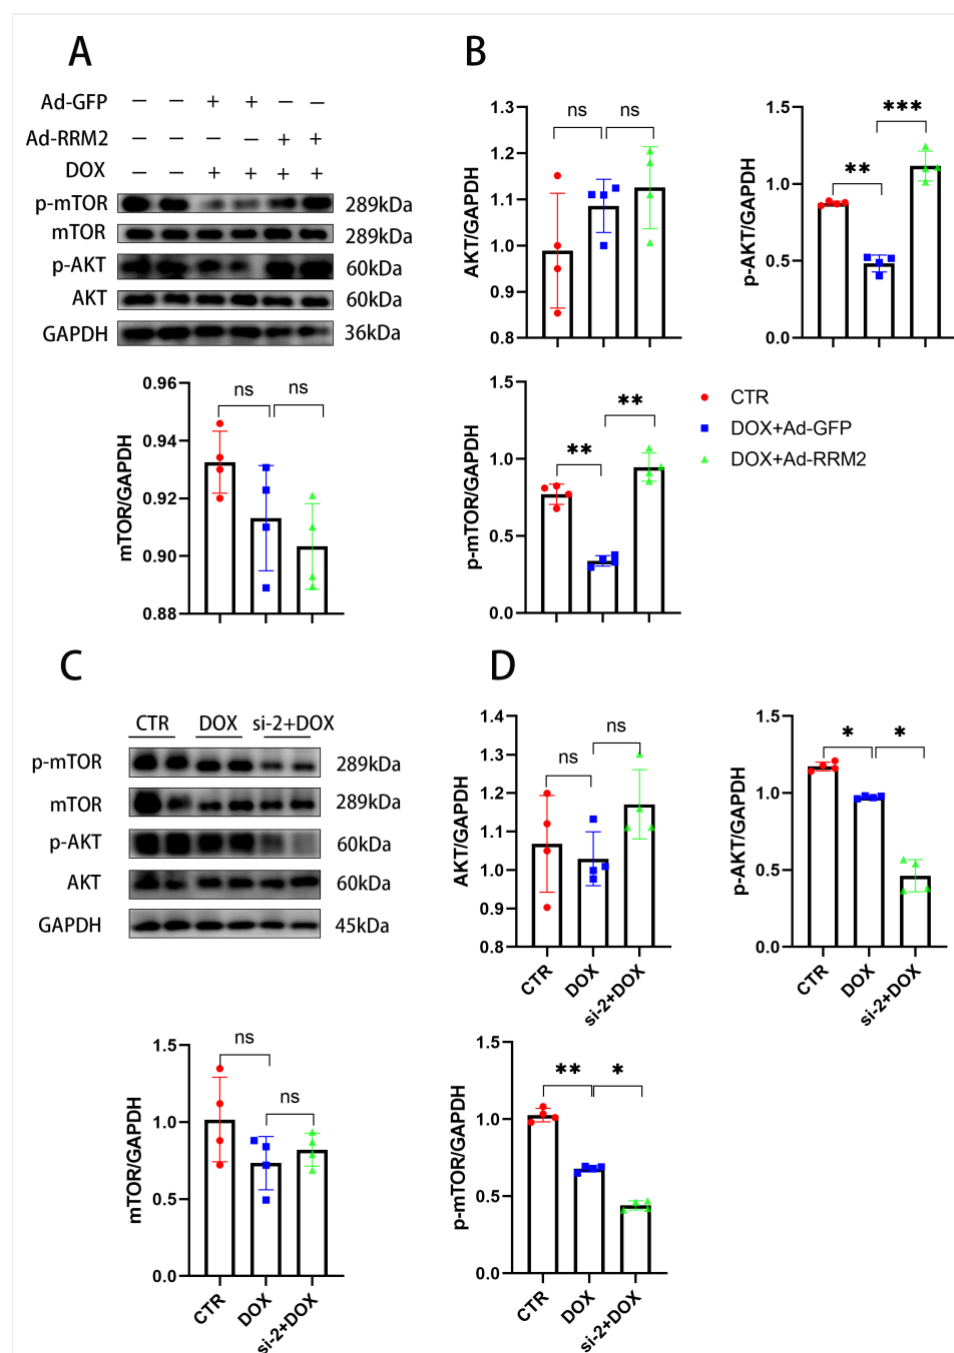 A
Ad-GFP − − + + − −
Ad-RRM2 − − − − + +
DOX − − + + + +
p-mTOR 289kDa
mTOR 289kDa
p-AKT 60kDa
AKT 60kDa
GAPDH 36kDa
mTOR/GAPDH
0.96
0.94
0.92
0.90
0.88
ns ns
B
AKT/GAPDH
1.3
1.2
1.1
1.0
0.9
0.8
ns ns
p-AKT/GAPDH
1.5
1.0
0.5
0.0
** ***
p-mTOR/GAPDH
1.5
1.0
0.5
0.0
** **
CTR
DOX+Ad-GFP
DOX+Ad-RRM2
C
CTR DOX si-2+DOX
p-mTOR 289kDa
mTOR 289kDa
p-AKT 60kDa
AKT 60kDa
GAPDH 45kDa
mTOR/GAPDH
1.5
1.0
0.5
0.0
ns ns
CTR DOX si-2+DOX
D
AKT/GAPDH
1.4
1.3
1.2
1.1
1.0
0.9
0.8
ns ns
CTR DOX si-2+DOX
p-AKT/GAPDH
1.5
1.0
0.5
0.0
* *
CTR DOX si-2+DOX
p-mTOR/GAPDH
1.5
1.0
0.5
0.0
** *
CTR DOX si-2+DOX